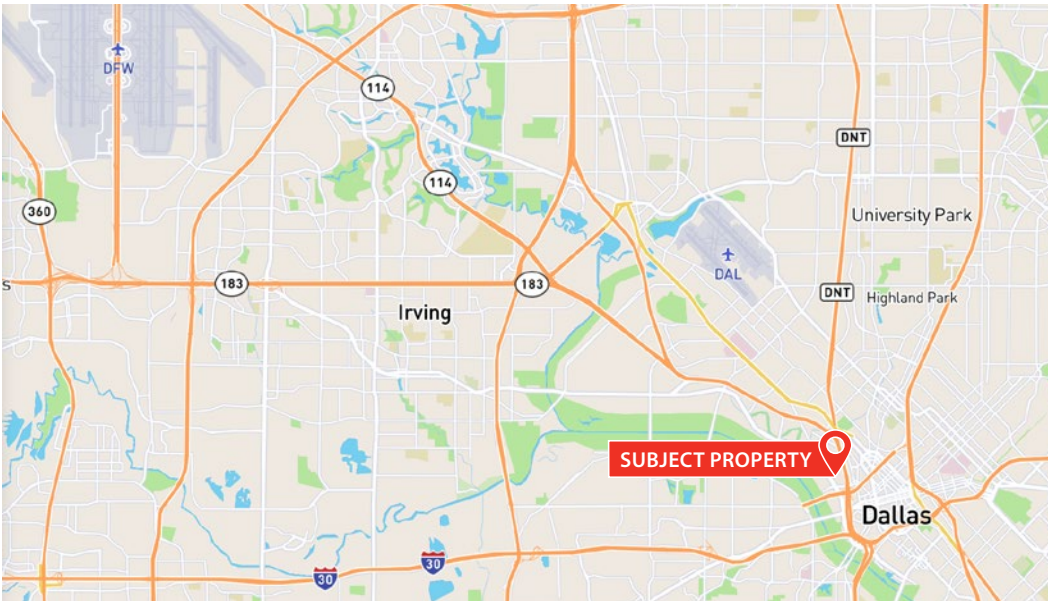 DFW
114
DNT
114
360
University Park
DAL
183
183
DNT
Highland Park
s
Irving
SUBJECT PROPERTY
Dallas
30
30